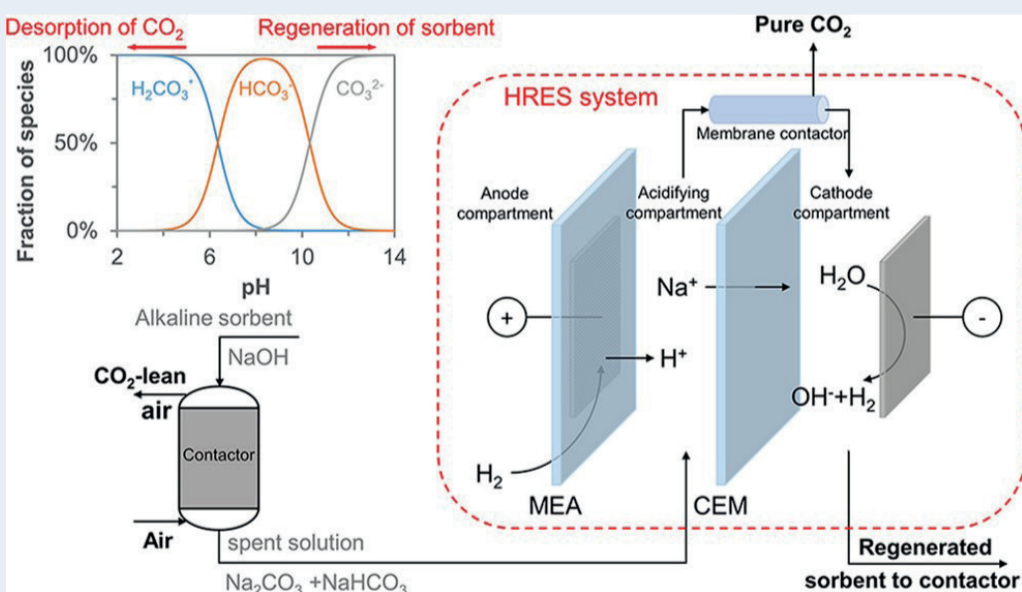 Desorption of CO₂
Regeneration of sorbent
Fraction of species
100%
50%
0%
H₂CO₃*
HCO₃⁻
CO₃²⁻
2
6
10
14
pH
Pure CO₂
HRES system
Membrane contactor
Anode
compartment
Acidifying
compartment
Cathode
compartment
+
Na⁺
H⁺
H₂
H₂O
OH⁻+H₂
-
MEA
CEM
Alkaline sorbent
NaOH
CO₂-lean
air
Contactor
Air
spent solution
Na₂CO₃ +NaHCO₃
Regenerated
sorbent to contactor